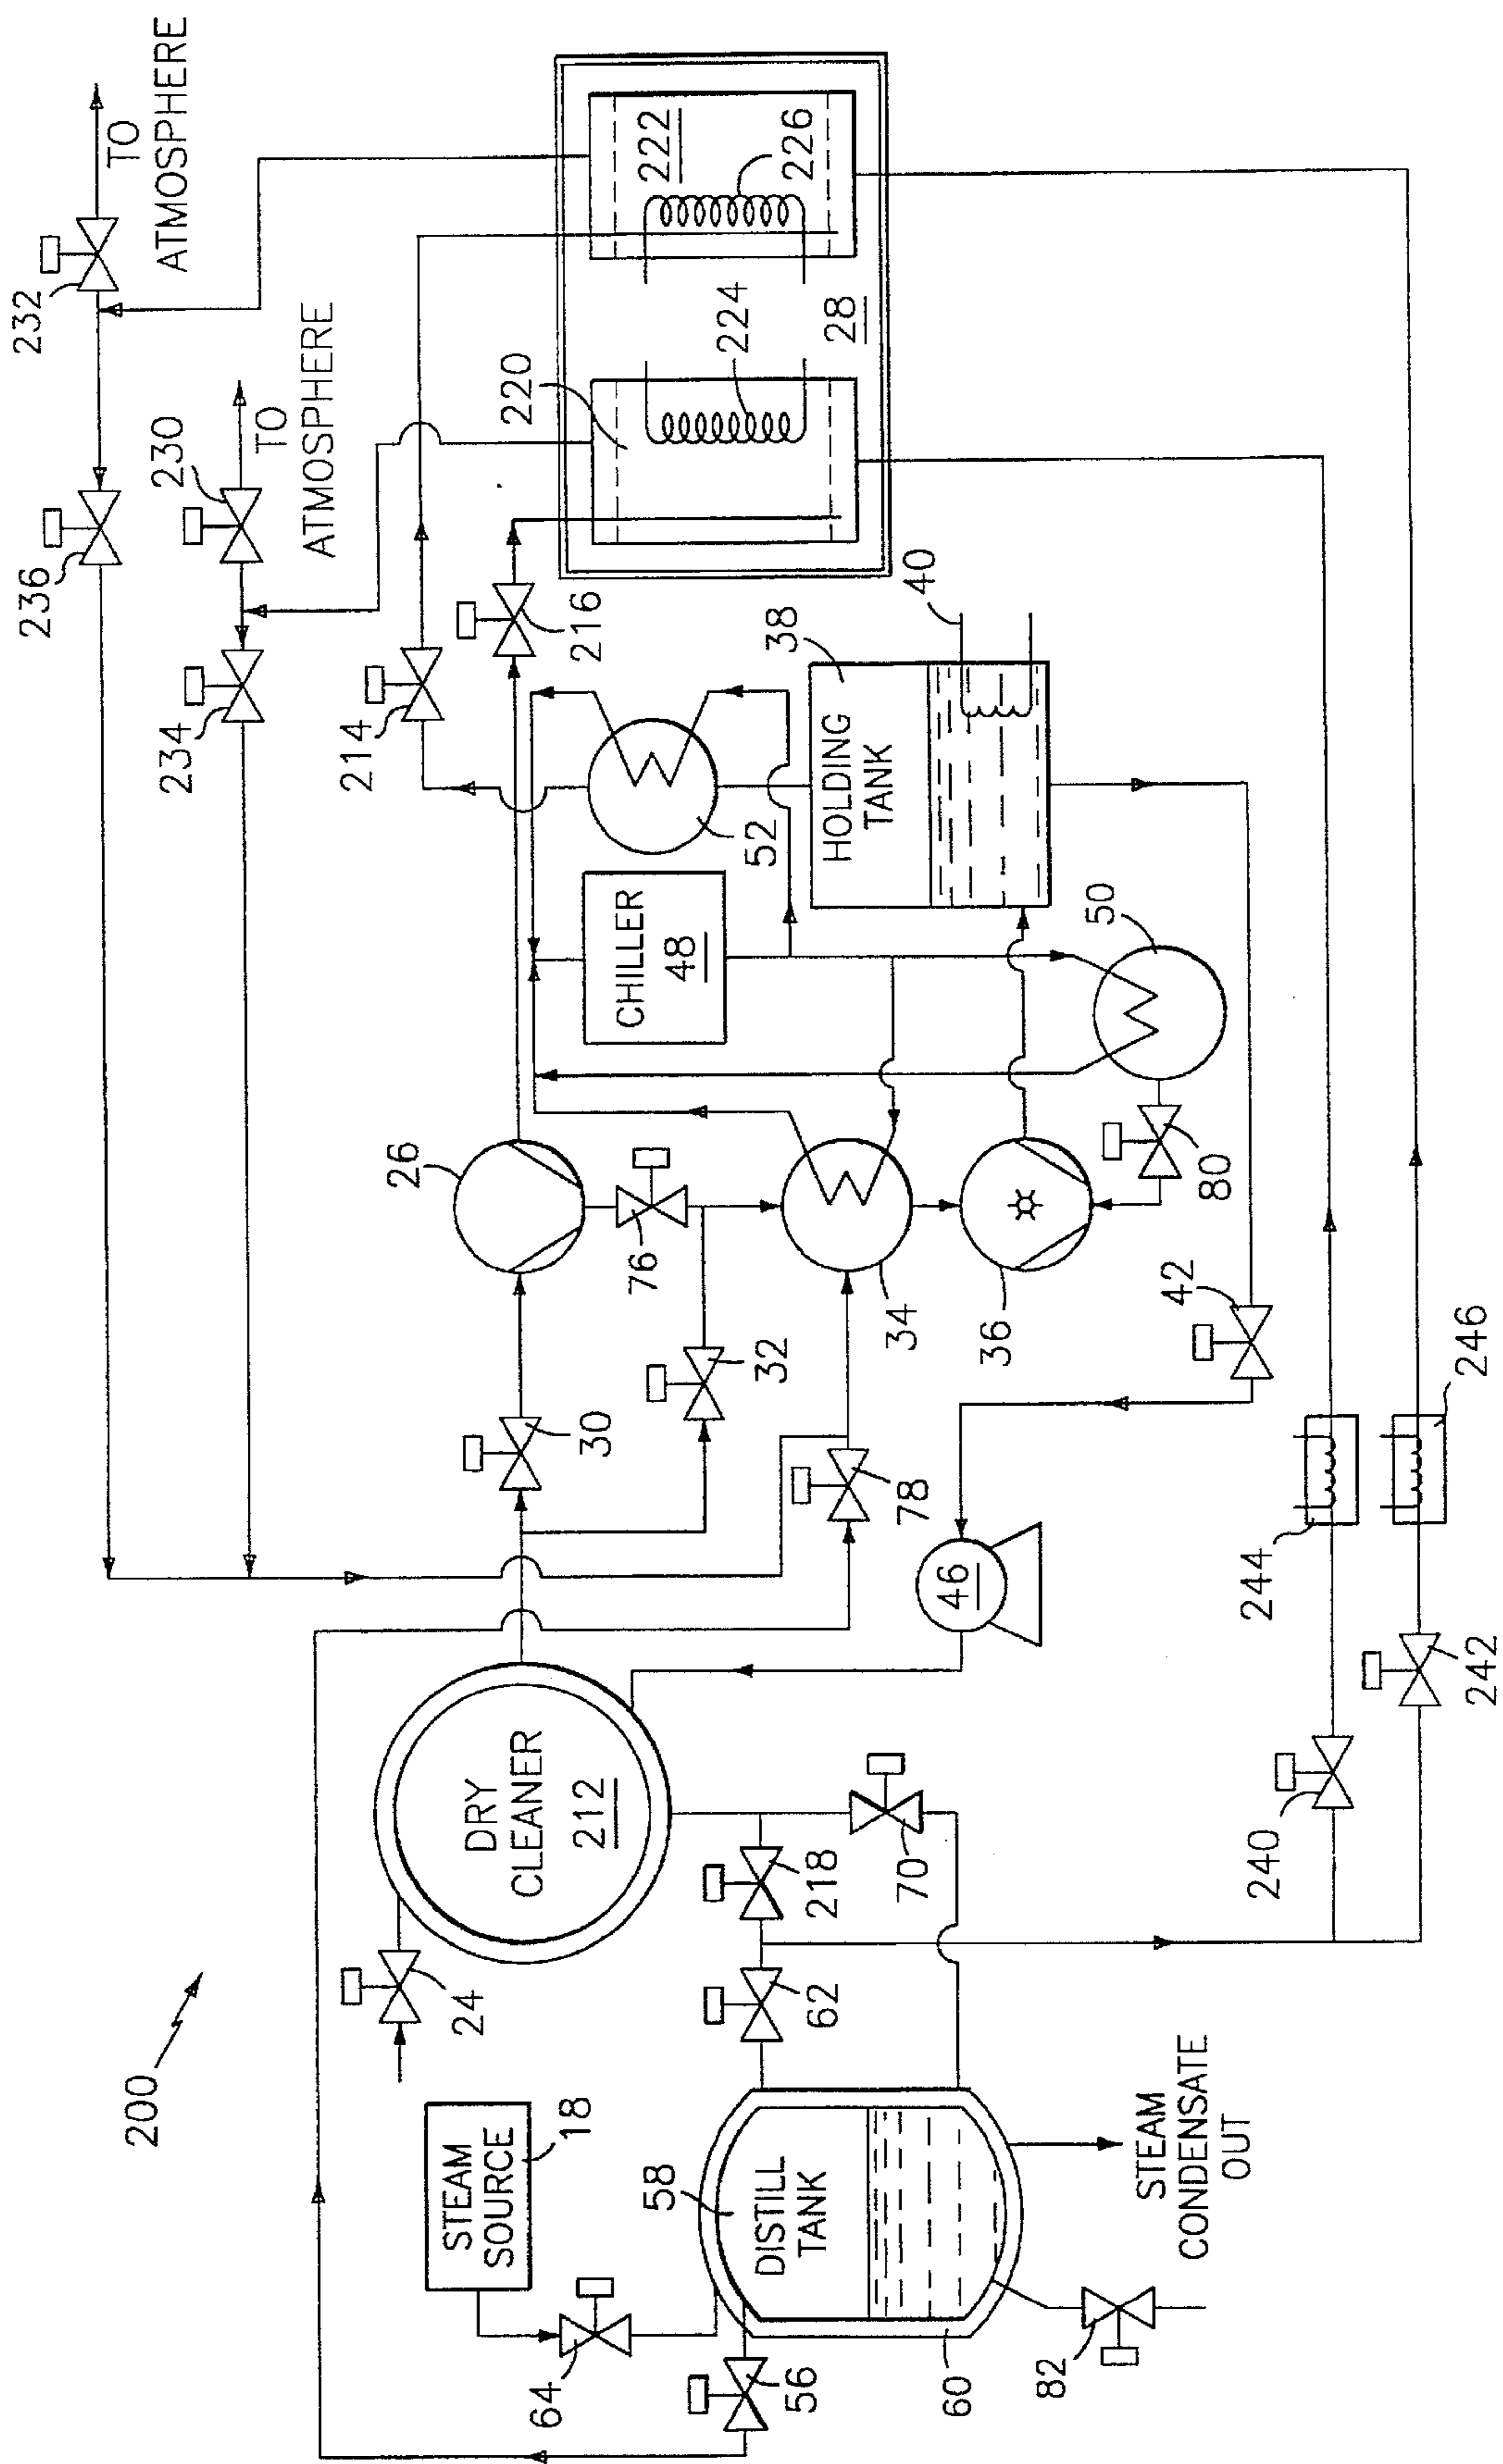 200
236
232
TO
ATMOSPHERE
234
230
TO
ATMOSPHERE
214
STEAM
SOURCE
18
24
26
216
220
222
64
DRY
CLEANER
212
30
76
CHILLER
48
52
224
226
58
56
DISTILL
TANK
62
218
32
78
34
HOLDING
TANK
38
40
28
60
70
46
36
50
82
STEAM
CONDENSATE
OUT
80
42
240
244
242
246